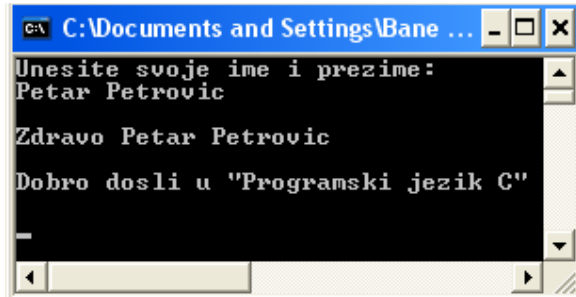 C:\Documents and Settings\Bane ...
Unesite svoje ime i prezime:
Petar Petrovic
Zdravo Petar Petrovic
Dobro dosli u "Programski jezik C"